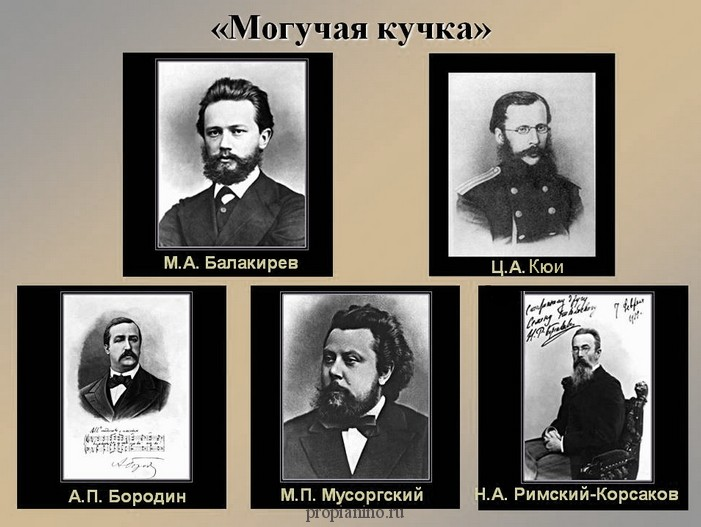 «Могучая кучка»
М.А. Балакирев
Ц.А. Кюи
А.П. Бородин
М.П. Мусоргский
Н.А. Римский-Корсаков
propianino.ru